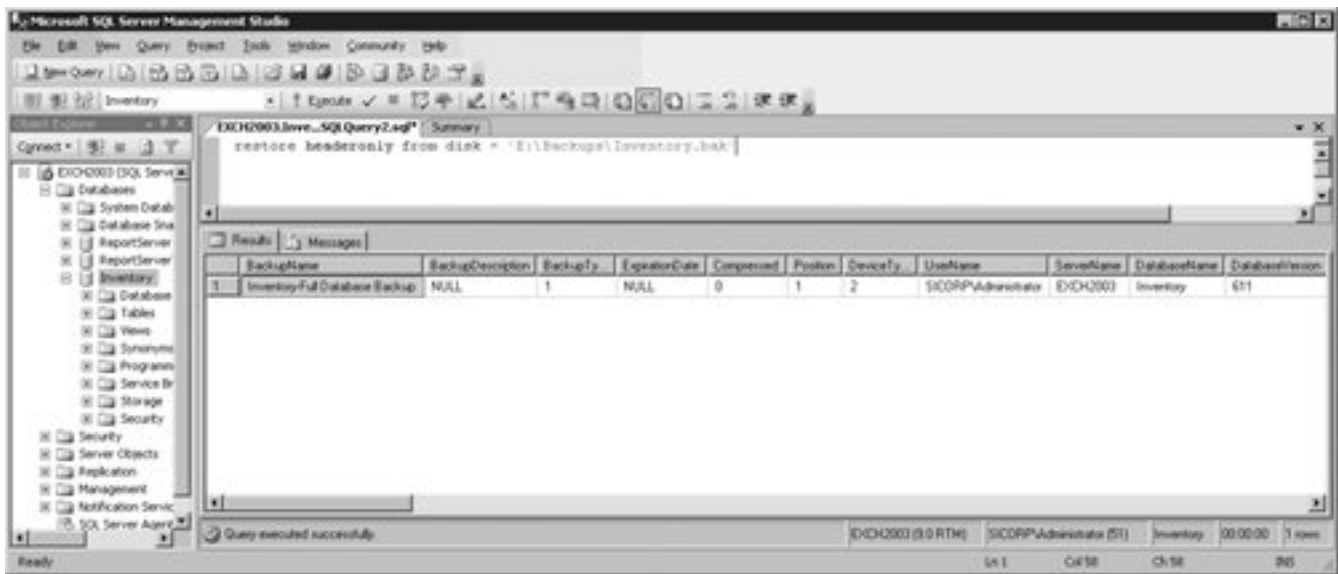 Microsoft SQL Server Management Studio
File Edit View Query Project Tools Window Community Help
New Query
Inventory
Execute
Object Explorer
EXCH2003.Inve...SQLQuery2.sql* Summary
Connect
restore headeronly from disk = 'E:\Backups\Inventory.bak'
EXCH2003 (SQL Serve
Databases
System Datab
Database Sna
ReportServer
ReportServer
Inventory
Database
Tables
Views
Synonyms
Programm
Service Br
Storage
Security
Security
Server Objects
Replication
Management
Notification Servic
SQL Server Agent
Results Messages
BackupName BackupDescription BackupTy... ExpirationDate Compressed Position DeviceTy... UserName ServerName DatabaseName DatabaseVersion
1 Inventory-Full Database Backup NULL 1 NULL 0 1 2 SICORP\Administrator EXCH2003 Inventory 611
Query executed successfully. EXCH2003 (9.0 RTM) SICORP\Administrator (51) Inventory 00:00:00 1 rows
Ready Ln 1 Col 58 Ch 58 INS